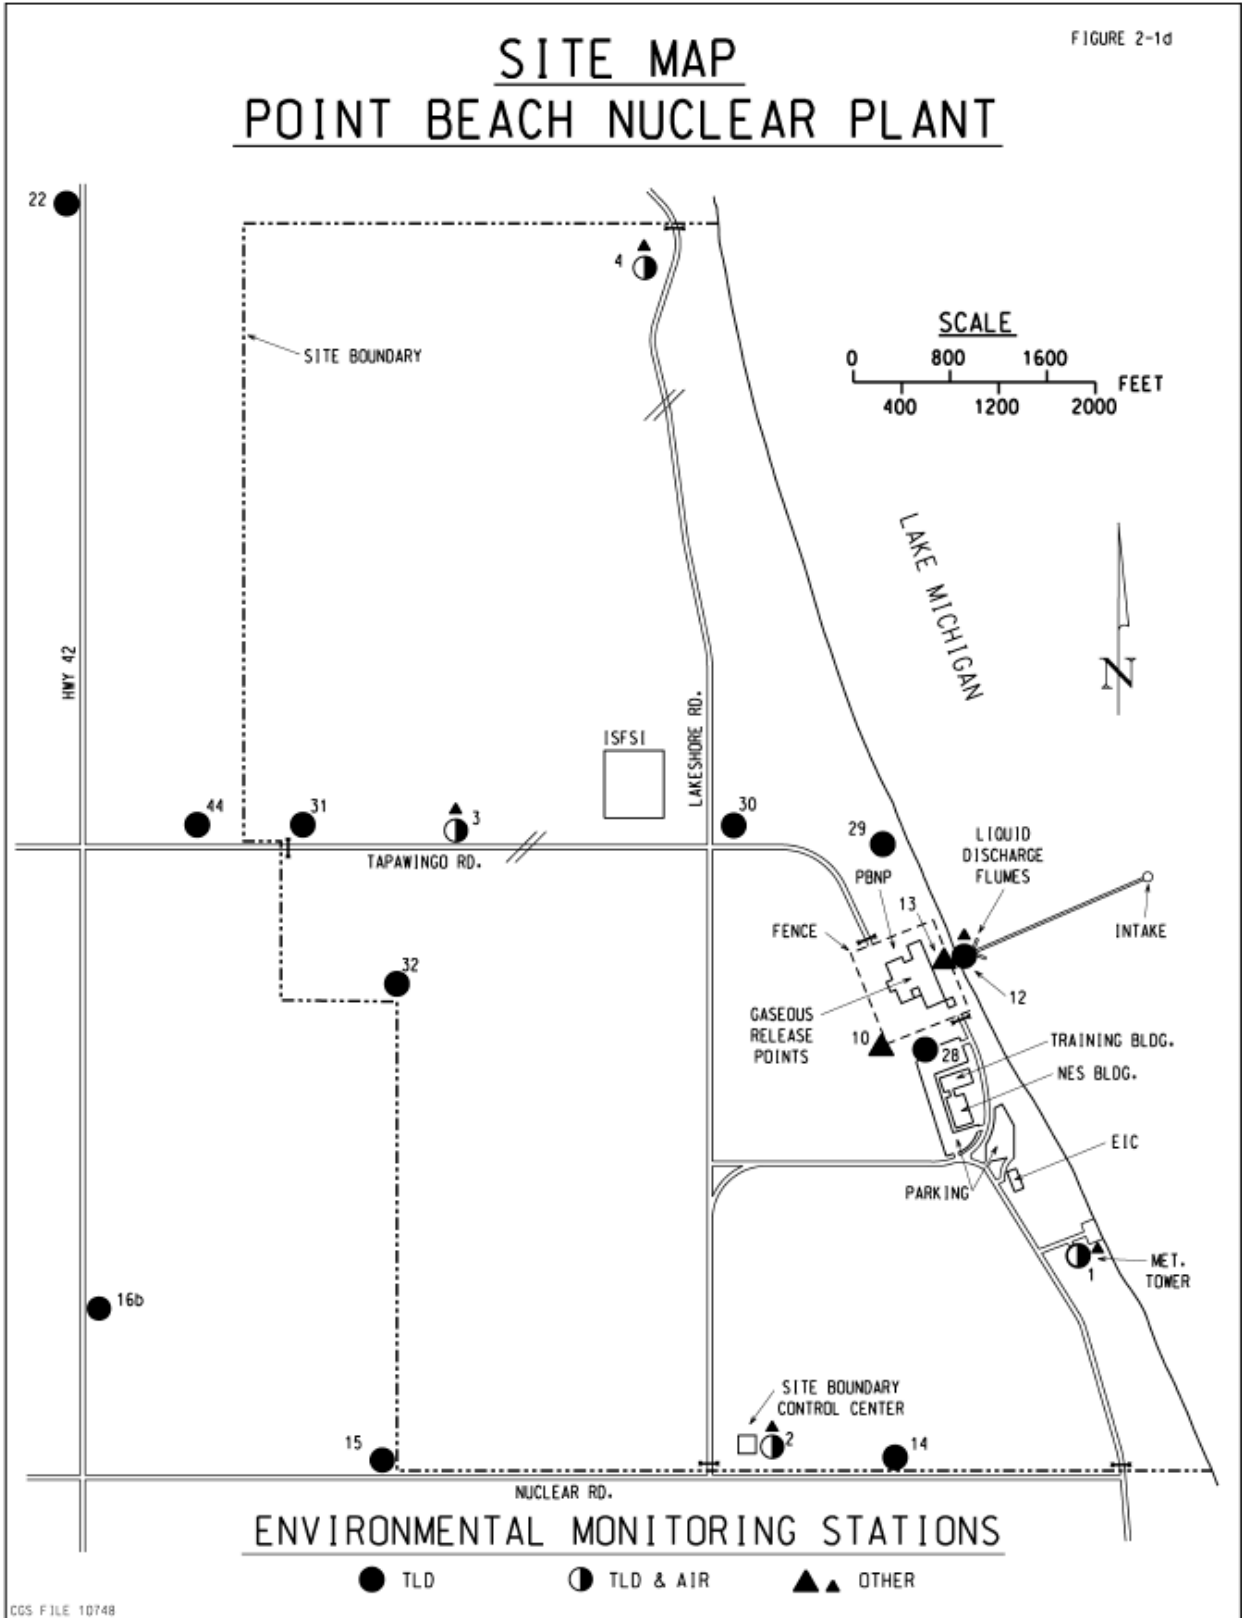 FIGURE 2-1d
SITE MAP
POINT BEACH NUCLEAR PLANT
22
4
SITE BOUNDARY
SCALE
0 800 1600
FEET
400 1200 2000
LAKE MICHIGAN
N
HWY 42
LAKESHORE RD.
ISFSI
44
31
3
30
29
TAPAWINGO RD.
LIQUID
DISCHARGE
FLUMES
PBNP
13
FENCE
INTAKE
32
12
GASEOUS
RELEASE
POINTS
10
28
TRAINING BLDG.
NES BLDG.
EIC
PARKING
1
MET.
TOWER
16b
SITE BOUNDARY
CONTROL CENTER
15
2
14
NUCLEAR RD.
ENVIRONMENTAL MONITORING STATIONS
TLD
TLD & AIR
OTHER
CGS FILE 10748